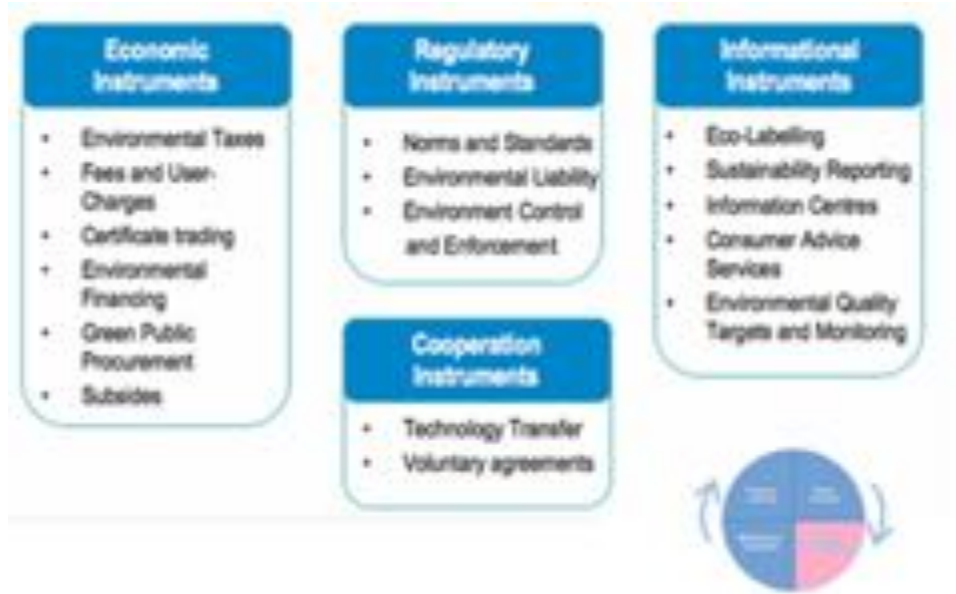 Economic
Instruments
Environmental Taxes
Fees and User-
Charges
Certificate trading
Environmental
Financing
Green Public
Procurement
Subsides
Regulatory
Instruments
Norms and Standards
Environmental Liability
Environment Control
and Enforcement
Cooperation
Instruments
Technology Transfer
Voluntary agreements
Informational
Instruments
Eco-Labelling
Sustainability Reporting
Information Centres
Consumer Advice
Services
Environmental Quality
Targets and Monitoring